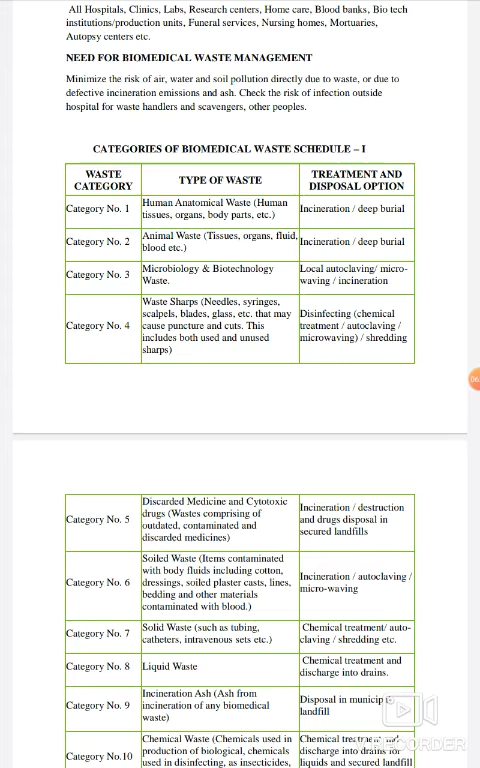 All Hospitals, Clinics, Labs, Research centers, Home care, Blood banks, Bio tech
institutions/production units, Funeral services, Nursing homes, Mortuaries,
Autopsy centers etc.
NEED FOR BIOMEDICAL WASTE MANAGEMENT
Minimize the risk of air, water and soil pollution directly due to waste, or due to
defective incineration emissions and ash. Check the risk of infection outside
hospital for waste handlers and scavengers, other peoples.
CATEGORIES OF BIOMEDICAL WASTE SCHEDULE – I
WASTE
CATEGORY
TYPE OF WASTE
TREATMENT AND
DISPOSAL OPTION
Category No. 1
Human Anatomical Waste (Human
tissues, organs, body parts, etc.)
Incineration / deep burial
Category No. 2
Animal Waste (Tissues, organs, fluid,
blood etc.)
Incineration / deep burial
Category No. 3
Microbiology & Biotechnology
Waste.
Local autoclaving/ micro-
waving / incineration
Category No. 4
Waste Sharps (Needles, syringes,
scalpels, blades, glass, etc. that may
cause puncture and cuts. This
includes both used and unused
sharps)
Disinfecting (chemical
treatment / autoclaving /
microwaving) / shredding
Category No. 5
Discarded Medicine and Cytotoxic
drugs (Wastes comprising of
outdated, contaminated and
discarded medicines)
Incineration / destruction
and drugs disposal in
secured landfills
Category No. 6
Soiled Waste (Items contaminated
with body fluids including cotton,
dressings, soiled plaster casts, lines,
bedding and other materials
contaminated with blood.)
Incineration / autoclaving /
micro-waving
Category No. 7
Solid Waste (such as tubing,
catheters, intravenous sets etc.)
Chemical treatment/ auto-
claving / shredding etc.
Category No. 8
Liquid Waste
Chemical treatment and
discharge into drains.
Category No. 9
Incineration Ash (Ash from
incineration of any biomedical
waste)
Disposal in
landfill
Category No.10
Chemical Waste (Chemicals used in
production of biological, chemicals
used in disinfecting, as insecticides,
Chemical treatment and
discharge into drains for
liquids and secured landfill
RECORDER